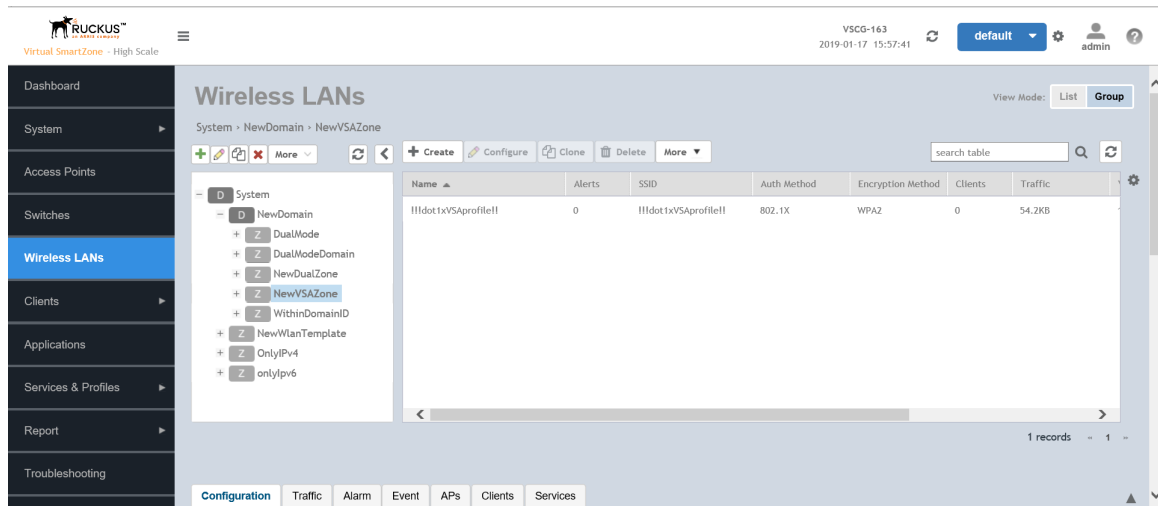 RUCKUS™
an ARRIS company
Virtual SmartZone - High Scale
VSCG-163
2019-01-17 15:57:41
default
admin
Dashboard
System
Access Points
Switches
Wireless LANs
Clients
Applications
Services & Profiles
Report
Troubleshooting
Wireless LANs
View Mode: List Group
System › NewDomain › NewVSAZone
More
Create Configure Clone Delete More
search table
D System
D NewDomain
Z DualMode
Z DualModeDomain
Z NewDualZone
Z NewVSAZone
Z WithinDomainID
Z NewWlanTemplate
Z OnlyIPv4
Z onlyIpv6
Name Alerts SSID Auth Method Encryption Method Clients Traffic
!!!dot1xVSAprofile!! 0 !!!dot1xVSAprofile!! 802.1X WPA2 0 54.2KB
1 records « 1 »
Configuration Traffic Alarm Event APs Clients Services